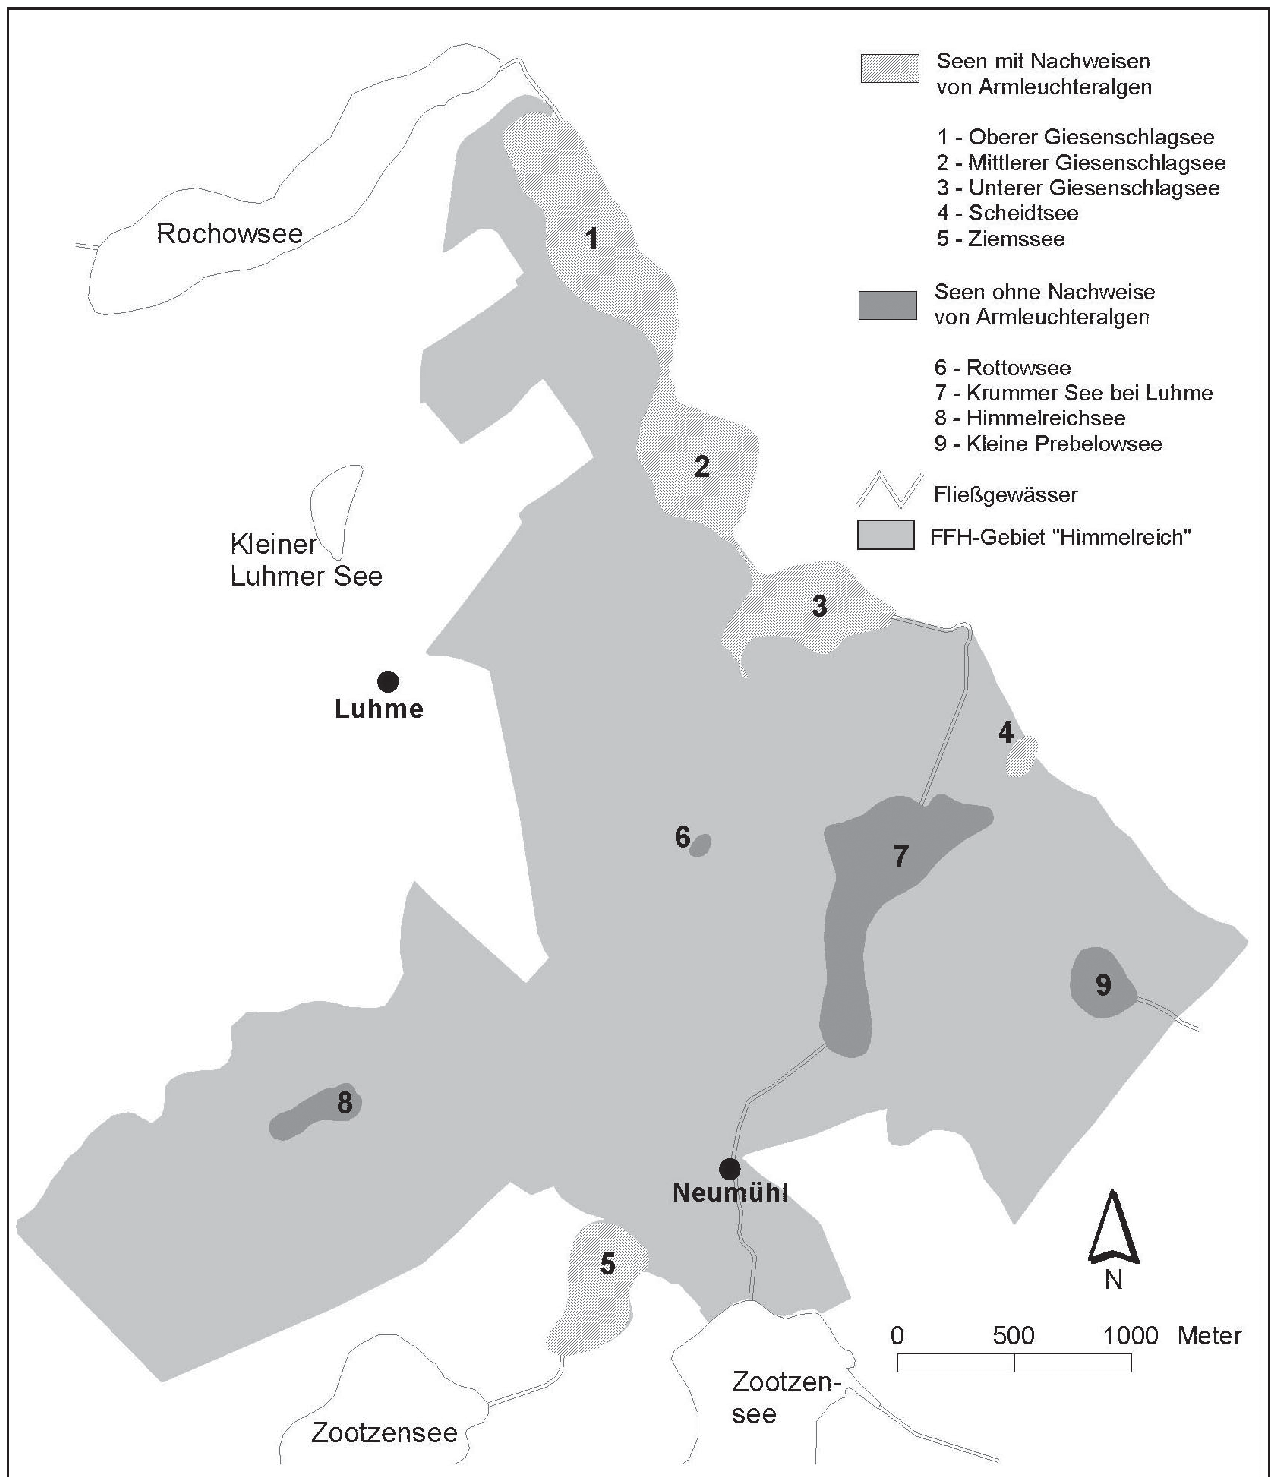 Seen mit Nachweisen
von Armleuchteralgen
1 - Oberer Giesenschlagsee
2 - Mittlerer Giesenschlagsee
3 - Unterer Giesenschlagsee
4 - Scheidtsee
5 - Ziemssee
Seen ohne Nachweise
von Armleuchteralgen
6 - Rottowsee
7 - Krummer See bei Luhme
8 - Himmelreichsee
9 - Kleine Prebelowsee
Fließgewässer
FFH-Gebiet "Himmelreich"
Rochowsee
1
2
Kleiner
Luhmer See
3
Luhme
4
6
7
9
8
Neumühl
5
N
0 500 1000 Meter
Zootzen-
see
Zootzensee